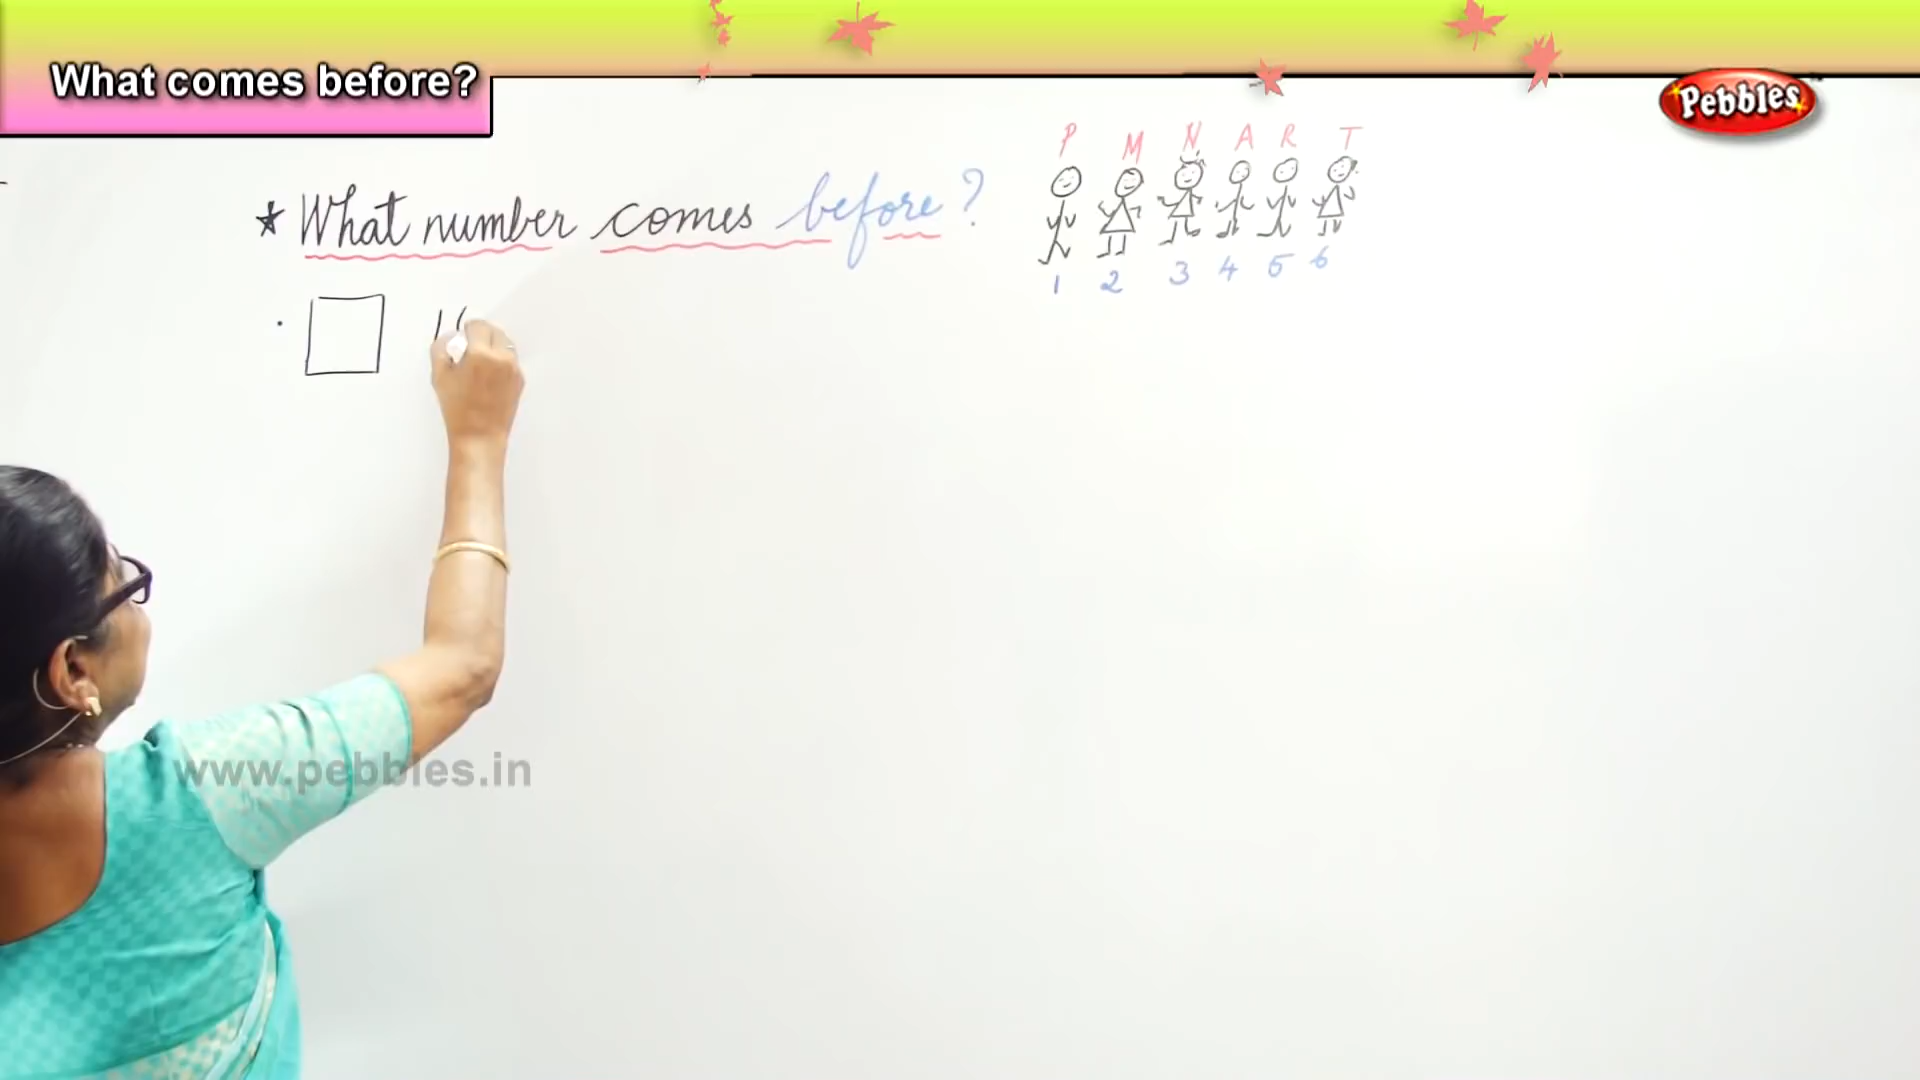 What comes before?
Pebbles
P M N A R T
★ What number comes before?
1 2 3 4 5 6
www.pebbles.in